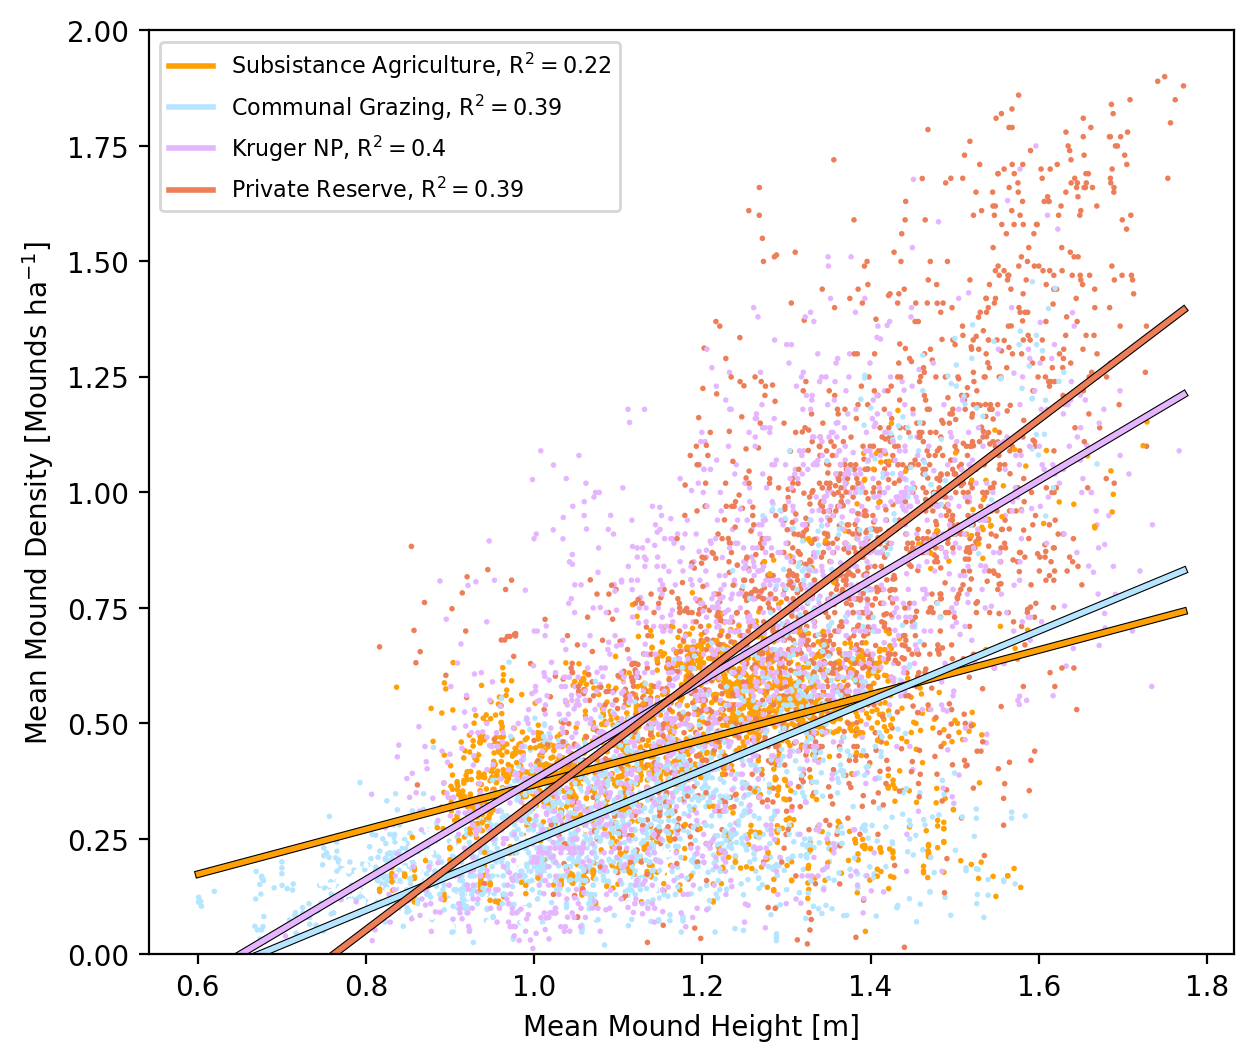 Subsistance Agriculture, R² = 0.22
Communal Grazing, R² = 0.39
Kruger NP, R² = 0.4
Private Reserve, R² = 0.39
Mean Mound Density [Mounds ha⁻¹]
2.00
1.75
1.50
1.25
1.00
0.75
0.50
0.25
0.00
0.6 0.8 1.0 1.2 1.4 1.6 1.8
Mean Mound Height [m]